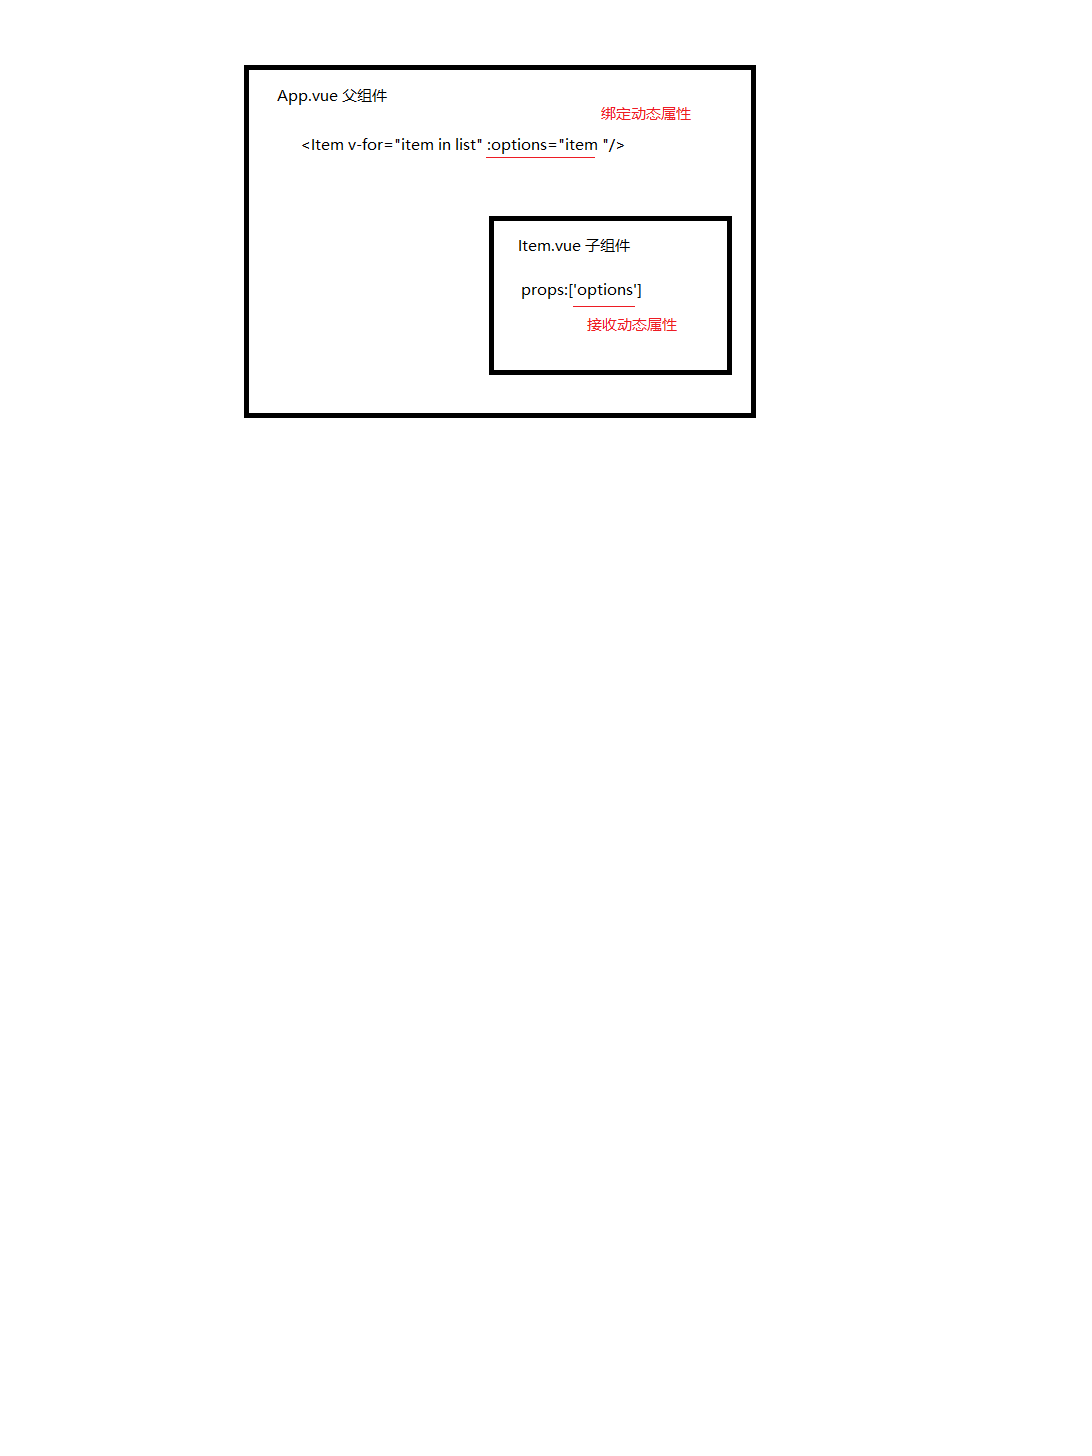 App.vue 父组件
绑定动态属性
<Item v-for="item in list" :options="item "/>
Item.vue 子组件
props:['options']
接收动态属性